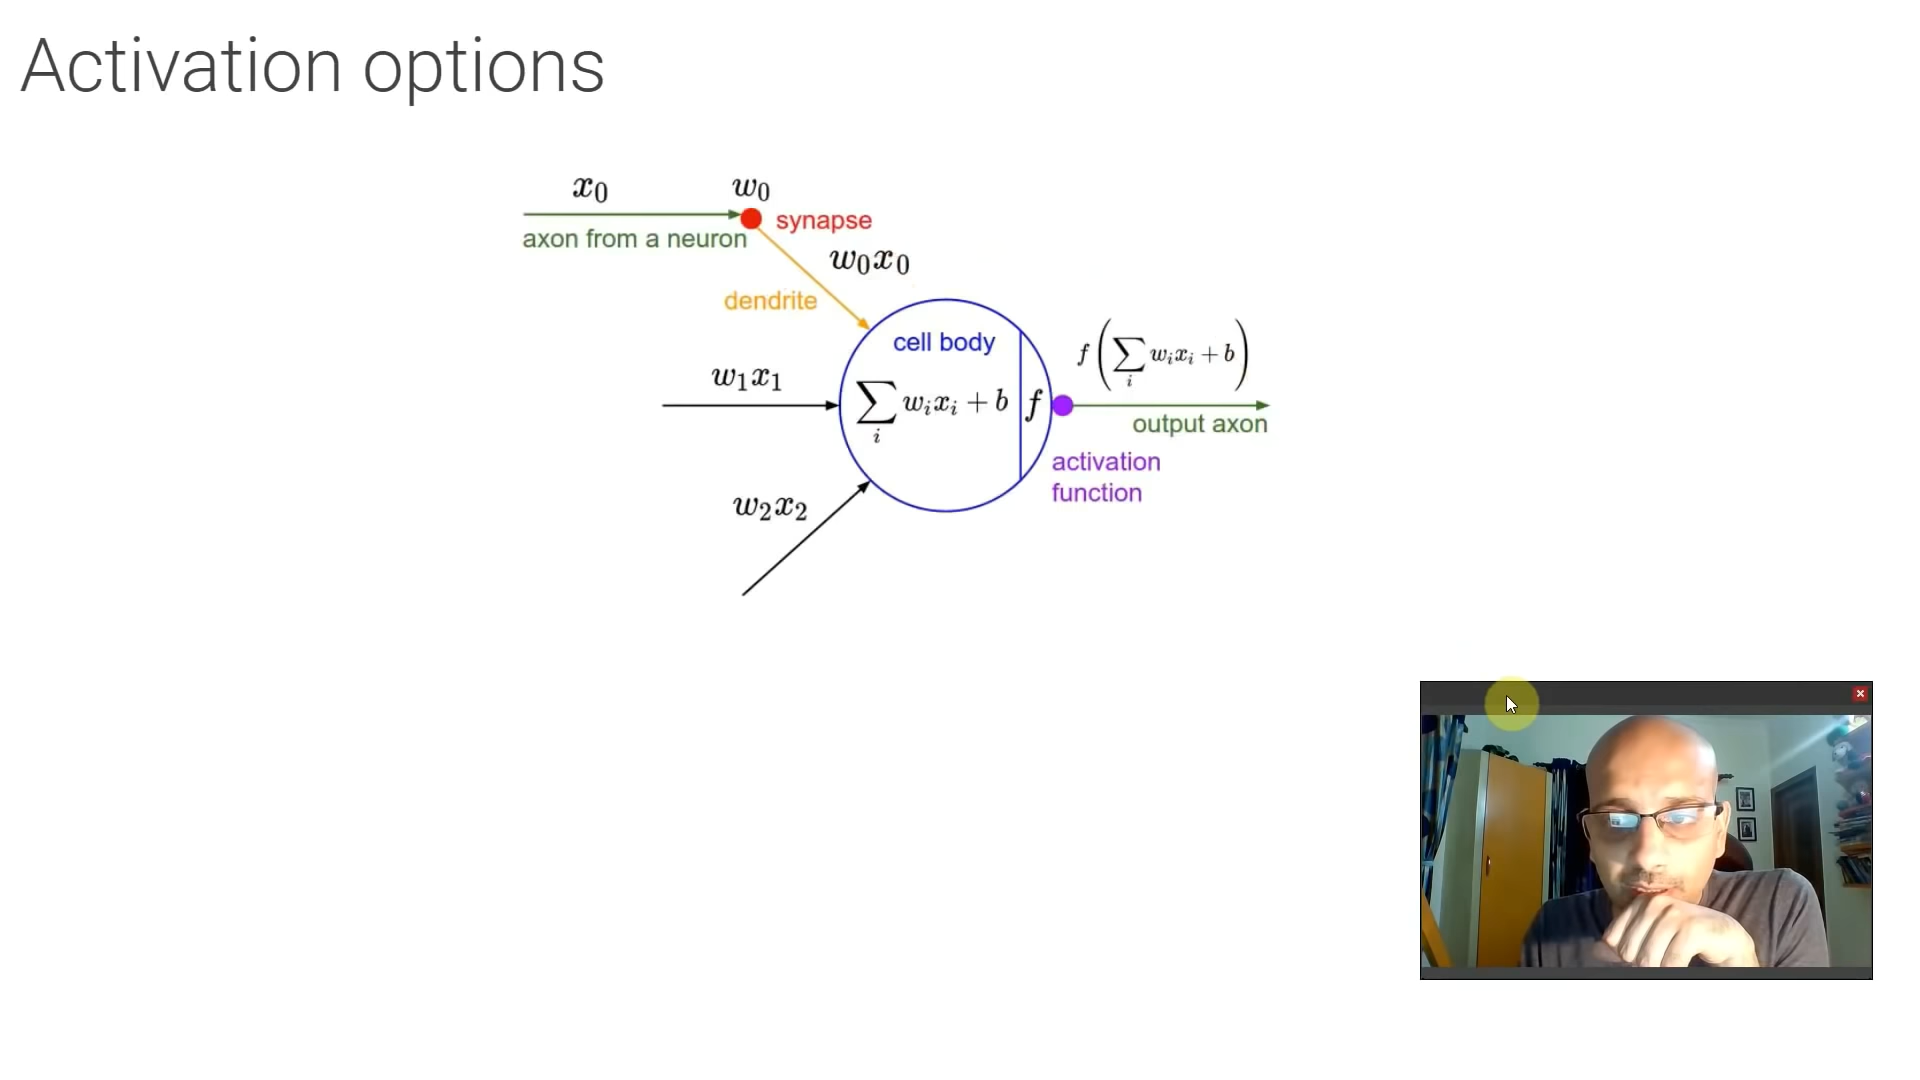 Activation options
x₀
w₀
synapse
axon from a neuron
w₀x₀
dendrite
cell body
f(∑ᵢ wᵢxᵢ + b)
w₁x₁
∑ᵢ wᵢxᵢ + b
f
output axon
activation
function
w₂x₂